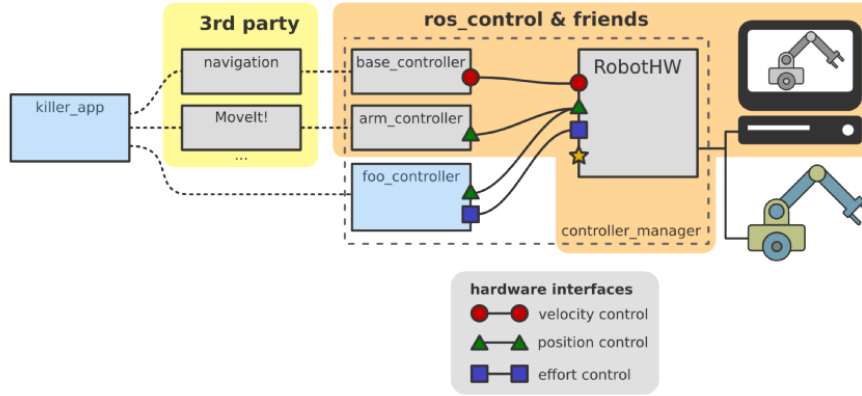 3rd party
ros_control & friends
navigation
base_controller
RobotHW
killer_app
MoveIt!
arm_controller
...
foo_controller
controller_manager
hardware interfaces
velocity control
position control
effort control